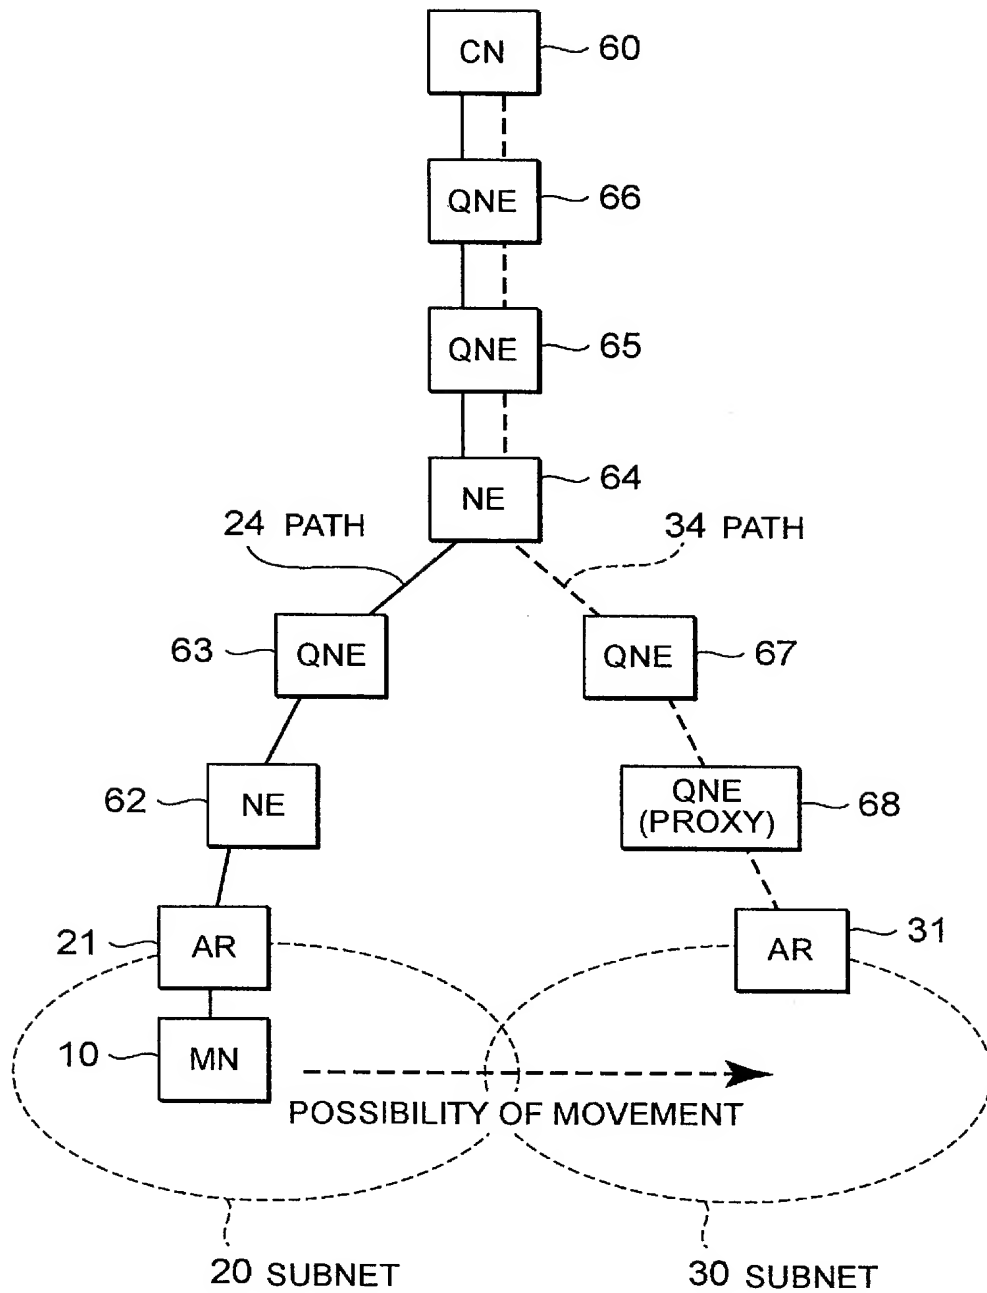 CN 60
QNE 66
QNE 65
NE 64
24 PATH
34 PATH
63 QNE
QNE 67
62 NE
QNE
(PROXY) 68
21 AR
AR 31
10 MN
POSSIBILITY OF MOVEMENT
20 SUBNET
30 SUBNET